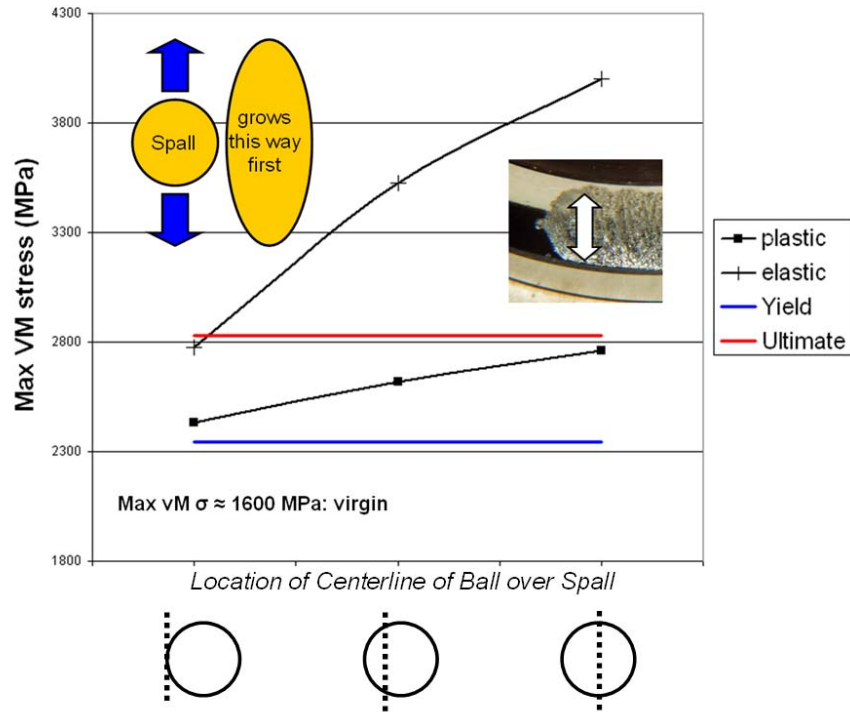 4300
3800
3300
2800
2300
1800
Max VM stress (MPa)
Spall
grows
this way
first
plastic
elastic
Yield
Ultimate
Max vM σ ≈ 1600 MPa: virgin
Location of Centerline of Ball over Spall